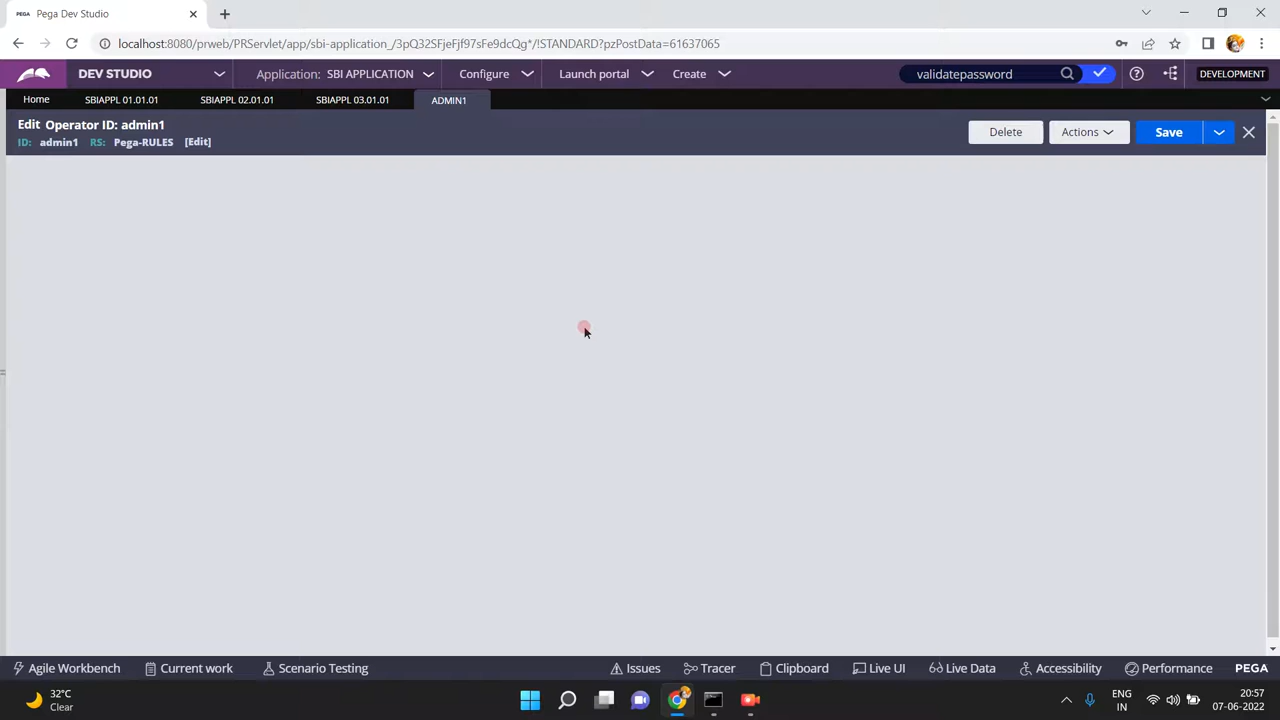 PEGA Pega Dev Studio
localhost:8080/prweb/PRServlet/app/sbi-application_/3pQ32SFjeFjf97sFe9dcQg*/!STANDARD?pzPostData=61637065
DEV STUDIO Application: SBI APPLICATION Configure Launch portal Create validatepassword DEVELOPMENT
Home SBIAPPL 01.01.01 SBIAPPL 02.01.01 SBIAPPL 03.01.01 ADMIN1
Edit Operator ID: admin1
ID: admin1 RS: Pega-RULES [Edit]
Delete Actions Save
Agile Workbench Current work Scenario Testing Issues Tracer Clipboard Live UI Live Data Accessibility Performance PEGA
32°C ENG 20:57
Clear IN 07-06-2022